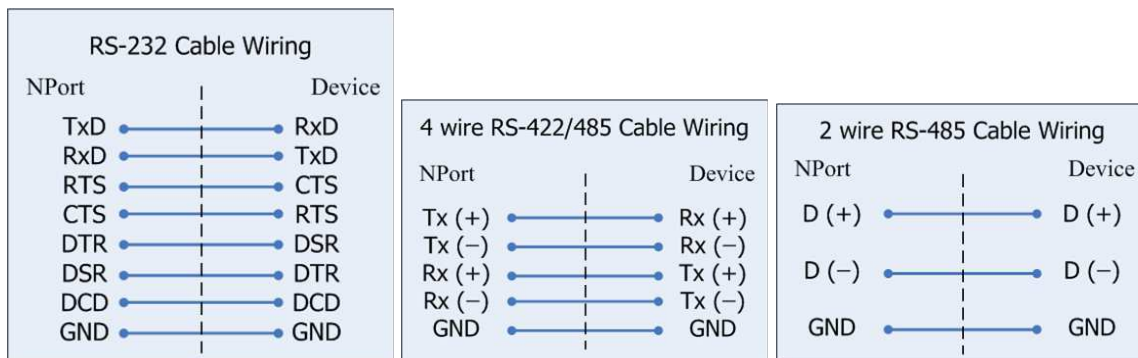 RS-232 Cable Wiring
NPort Device
TxD RxD
RxD TxD
RTS CTS
CTS RTS
DTR DSR
DSR DTR
DCD DCD
GND GND
4 wire RS-422/485 Cable Wiring
NPort Device
Tx (+) Rx (+)
Tx (−) Rx (−)
Rx (+) Tx (+)
Rx (−) Tx (−)
GND GND
2 wire RS-485 Cable Wiring
NPort Device
D (+) D (+)
D (−) D (−)
GND GND